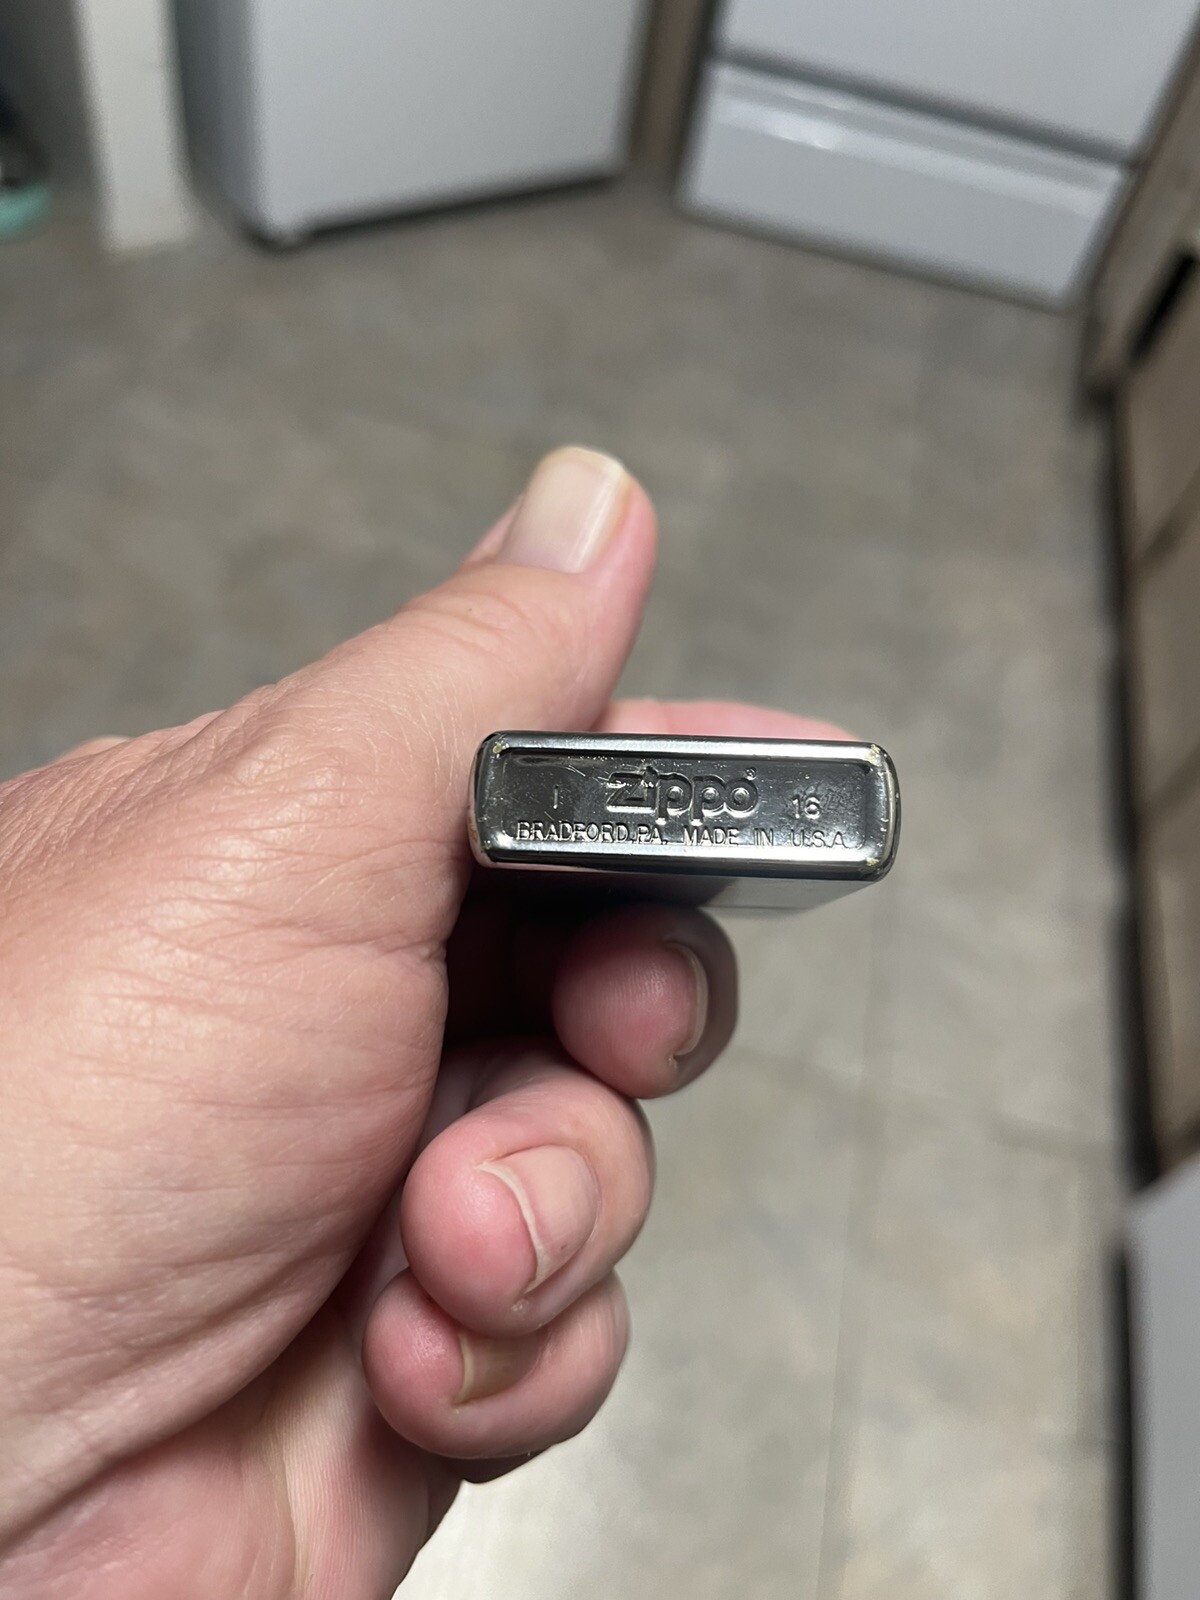 I Zippo® 16
BRADFORD,PA. MADE IN U.S.A